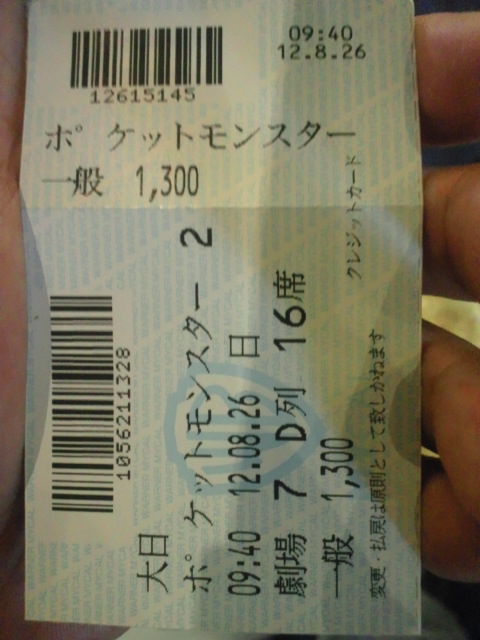 09:40
12.8.26
12615145
ポケットモンスター
一般 1,300
クレジットカード
1056211328
大日
ポケットモンスター 2
09:40 12.08.26 日
劇場 7 D列 16席
一般 1,300
変更・払戻は原則として致しかねます